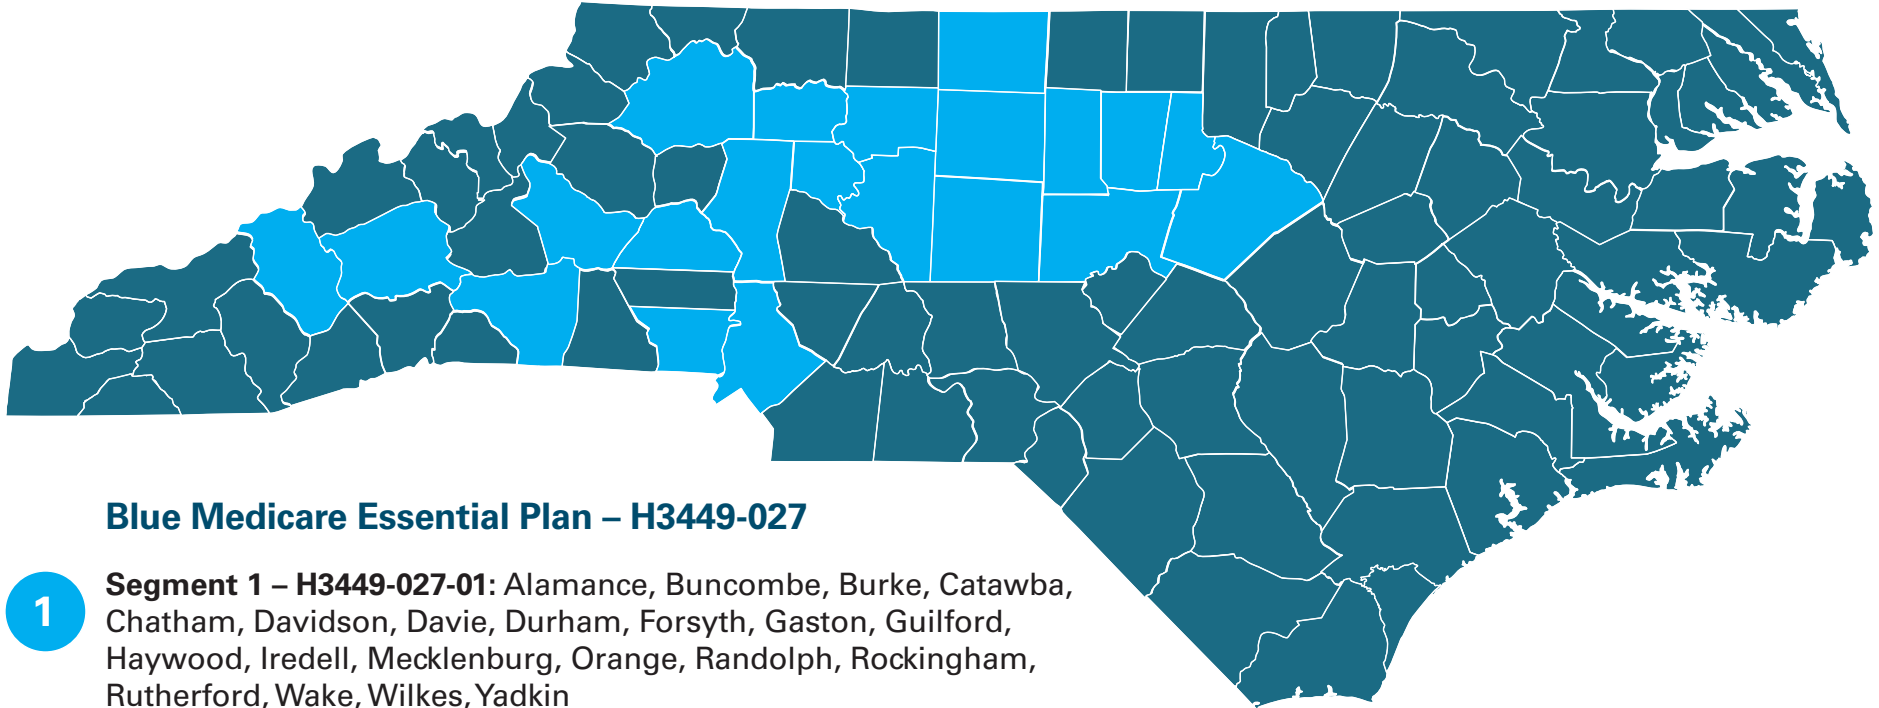 Blue Medicare Essential Plan – H3449-027
1
Segment 1 – H3449-027-01: Alamance, Buncombe, Burke, Catawba,
Chatham, Davidson, Davie, Durham, Forsyth, Gaston, Guilford,
Haywood, Iredell, Mecklenburg, Orange, Randolph, Rockingham,
Rutherford, Wake, Wilkes, Yadkin